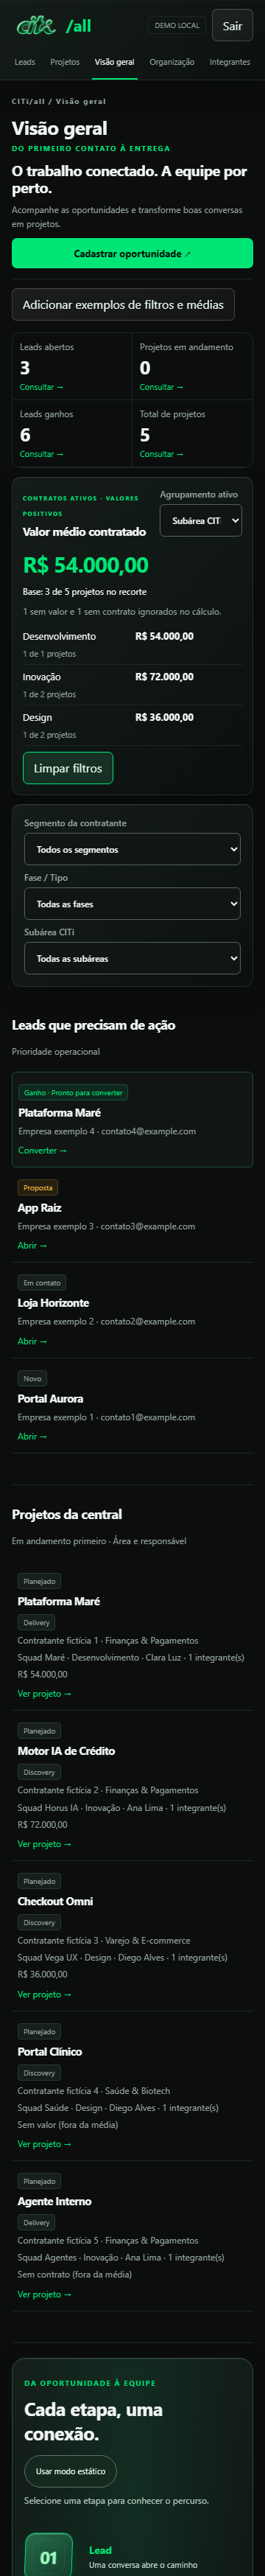 citi /all
DEMO LOCAL
Sair
Leads Projetos Visão geral Organização Integrantes
CITi/all / Visão geral
Visão geral
DO PRIMEIRO CONTATO À ENTREGA
O trabalho conectado. A equipe por
perto.
Acompanhe as oportunidades e transforme boas conversas
em projetos.
Cadastrar oportunidade ↗
Adicionar exemplos de filtros e médias
Leads abertos
3
Consultar →
Projetos em andamento
0
Consultar →
Leads ganhos
6
Consultar →
Total de projetos
5
Consultar →
CONTRATOS ATIVOS · VALORES
POSITIVOS
Valor médio contratado
Agrupamento ativo
Subárea CITi
R$ 54.000,00
Base: 3 de 5 projetos no recorte
1 sem valor e 1 sem contrato ignorados no cálculo.
Desenvolvimento R$ 54.000,00
1 de 1 projetos
Inovação R$ 72.000,00
1 de 2 projetos
Design R$ 36.000,00
1 de 2 projetos
Limpar filtros
Segmento da contratante
Todos os segmentos
Fase / Tipo
Todas as fases
Subárea CITi
Todas as subáreas
Leads que precisam de ação
Prioridade operacional
Ganho · Pronto para converter
Plataforma Maré
Empresa exemplo 4 · contato4@example.com
Converter →
Proposta
App Raiz
Empresa exemplo 3 · contato3@example.com
Abrir →
Em contato
Loja Horizonte
Empresa exemplo 2 · contato2@example.com
Abrir →
Novo
Portal Aurora
Empresa exemplo 1 · contato1@example.com
Abrir →
Projetos da central
Em andamento primeiro · Área e responsável
Planejado
Plataforma Maré
Delivery
Contratante fictícia 1 · Finanças & Pagamentos
Squad Maré · Desenvolvimento · Clara Luz · 1 integrante(s)
R$ 54.000,00
Ver projeto →
Planejado
Motor IA de Crédito
Discovery
Contratante fictícia 2 · Finanças & Pagamentos
Squad Horus IA · Inovação · Ana Lima · 1 integrante(s)
R$ 72.000,00
Ver projeto →
Planejado
Checkout Omni
Discovery
Contratante fictícia 3 · Varejo & E-commerce
Squad Vega UX · Design · Diego Alves · 1 integrante(s)
R$ 36.000,00
Ver projeto →
Planejado
Portal Clínico
Discovery
Contratante fictícia 4 · Saúde & Biotech
Squad Saúde · Design · Diego Alves · 1 integrante(s)
Sem valor (fora da média)
Ver projeto →
Planejado
Agente Interno
Delivery
Contratante fictícia 5 · Finanças & Pagamentos
Squad Agentes · Inovação · Ana Lima · 1 integrante(s)
Sem contrato (fora da média)
Ver projeto →
DA OPORTUNIDADE À EQUIPE
Cada etapa, uma
conexão.
Usar modo estático
Selecione uma etapa para conhecer o percurso.
01
Lead
Uma conversa abre o caminho